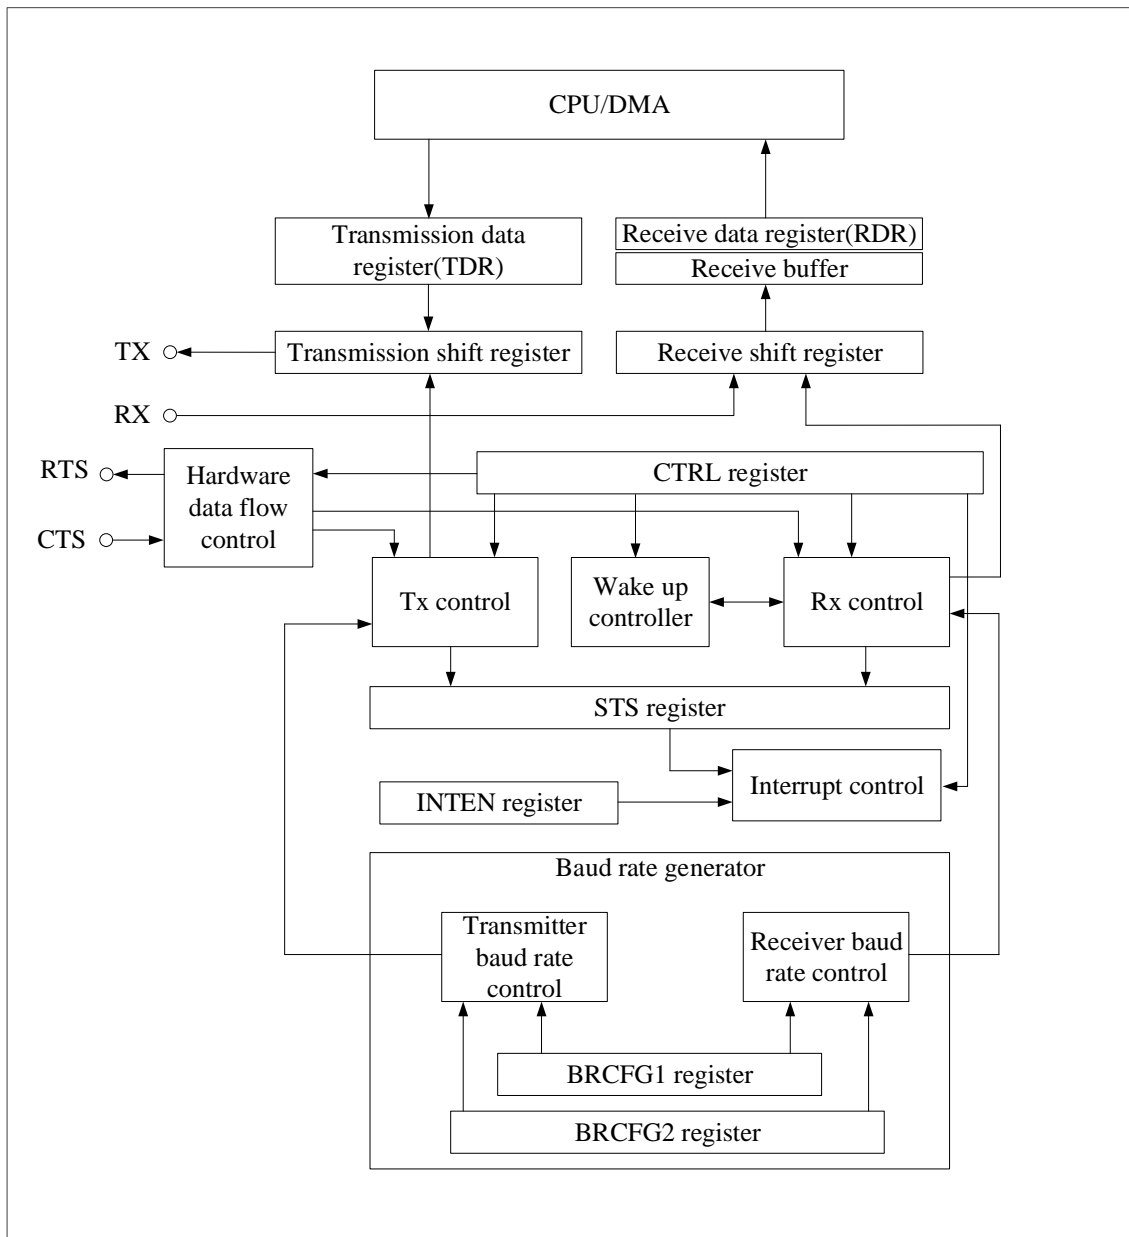 CPU/DMA
Transmission data
register(TDR)
Receive data register(RDR)
Receive buffer
TX
Transmission shift register
Receive shift register
RX
RTS
CTS
Hardware
data flow
control
CTRL register
Tx control
Wake up
controller
Rx control
STS register
Interrupt control
INTEN register
Baud rate generator
Transmitter
baud rate
control
Receiver baud
rate control
BRCFG1 register
BRCFG2 register